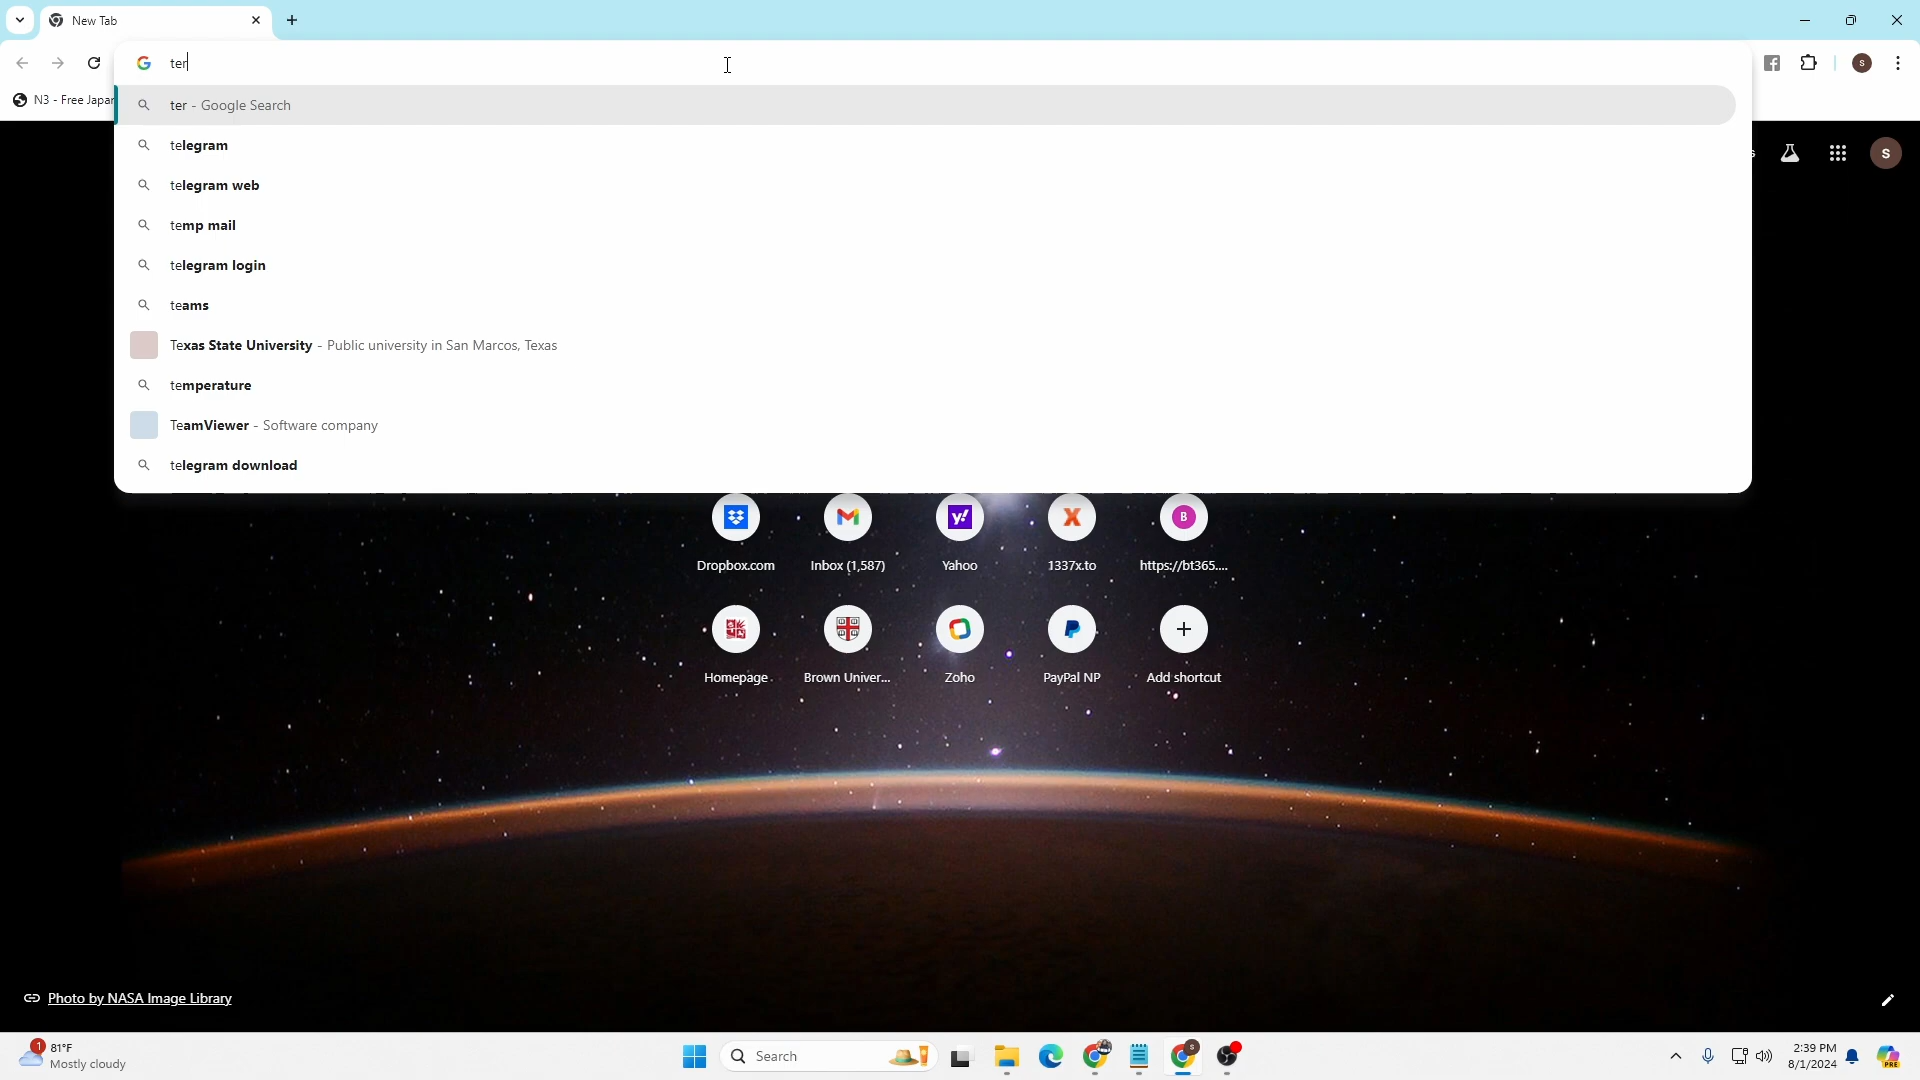 New Tab
ter
N3 - Free Japan
ter - Google Search
telegram
telegram web
temp mail
telegram login
teams
Texas State University - Public university in San Marcos, Texas
temperature
TeamViewer - Software company
telegram download
S
S
Dropbox.com
Inbox (1,587)
Yahoo
1337x.to
https://bt365....
Homepage
Brown Univer...
Zoho
PayPal NP
Add shortcut
Photo by NASA Image Library
1
81°F
Mostly cloudy
Search
2:39 PM
8/1/2024
PRE